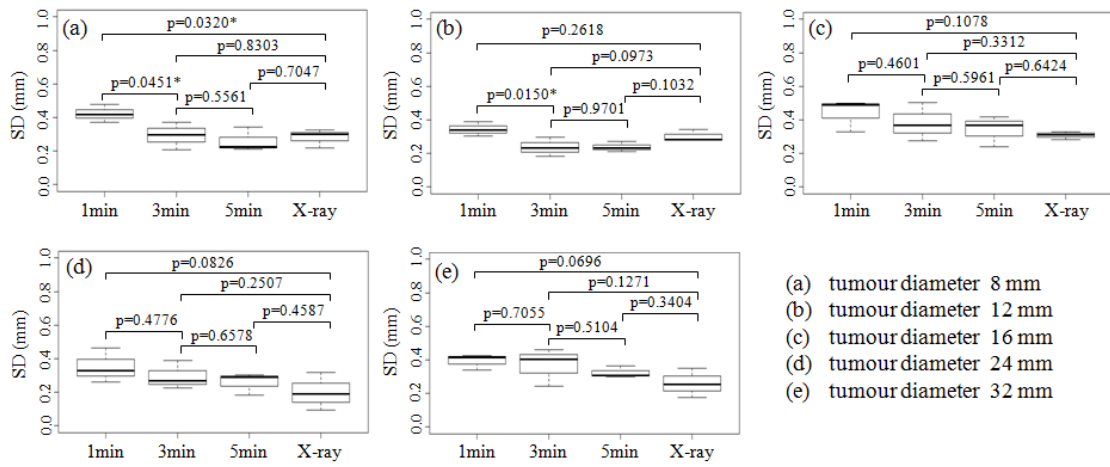 (a)
p=0.0320*
p=0.8303
p=0.7047
p=0.0451*
p=0.5561
SD (mm)
0.0 0.2 0.4 0.6 0.8 1.0
1min 3min 5min X-ray
(b)
p=0.2618
p=0.0973
p=0.1032
p=0.0150*
p=0.9701
SD (mm)
0.0 0.2 0.4 0.6 0.8 1.0
1min 3min 5min X-ray
(c)
p=0.1078
p=0.3312
p=0.4601
p=0.6424
p=0.5961
SD (mm)
0.0 0.2 0.4 0.6 0.8 1.0
1min 3min 5min X-ray
(d)
p=0.0826
p=0.2507
p=0.4587
p=0.4776
p=0.6578
SD (mm)
0.0 0.2 0.4 0.6 0.8 1.0
1min 3min 5min X-ray
(e)
p=0.0696
p=0.1271
p=0.3404
p=0.7055
p=0.5104
SD (mm)
0.0 0.2 0.4 0.6 0.8 1.0
1min 3min 5min X-ray
(a) tumour diameter 8 mm
(b) tumour diameter 12 mm
(c) tumour diameter 16 mm
(d) tumour diameter 24 mm
(e) tumour diameter 32 mm